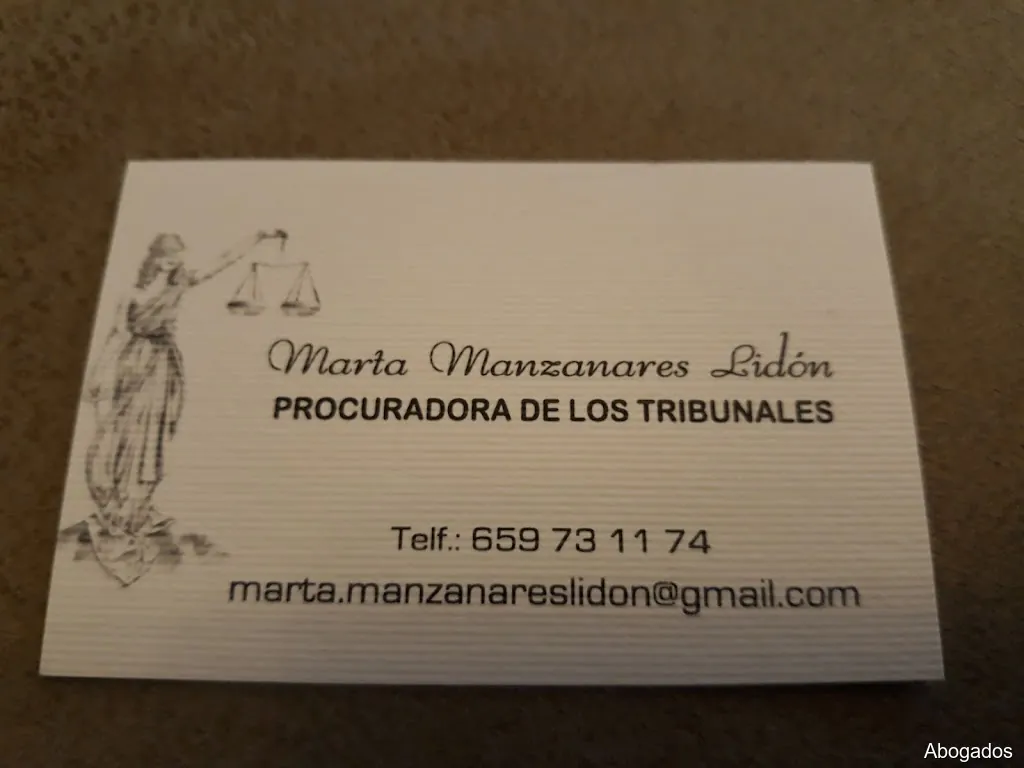 Marta Manzanares Lidón
PROCURADORA DE LOS TRIBUNALES
Telf.: 659 73 11 74
marta.manzanareslidon@gmail.com
Abogados